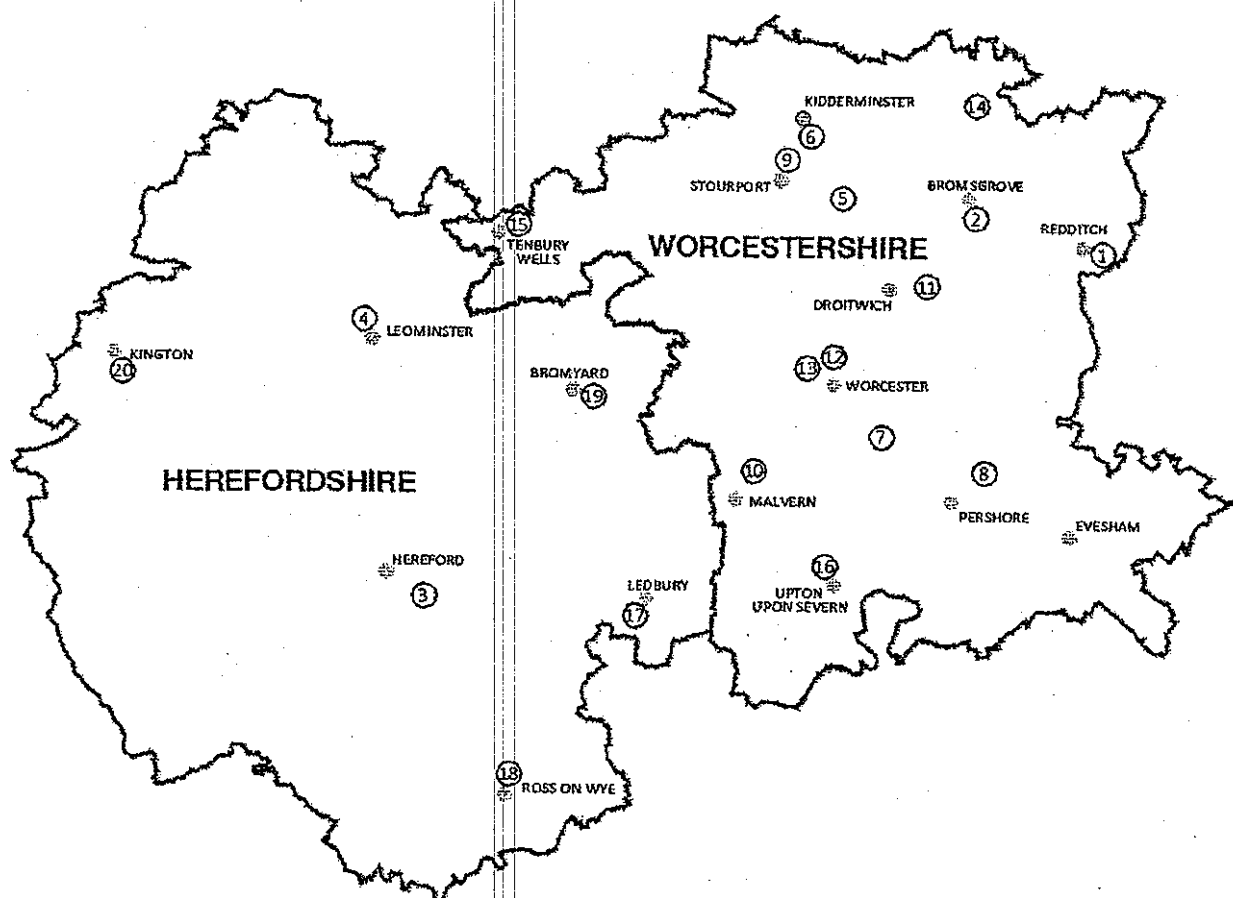 KIDDERMINSTER
14
6
9
STOURPORT
5
BROMSGROVE
2
REDDITCH
1
15
TENBURY
WELLS
WORCESTERSHIRE
11
DROITWICH
4
LEOMINSTER
KINGTON
20
12
13
WORCESTER
BROMYARD
19
7
HEREFORDSHIRE
10
MALVERN
8
PERSHORE
EVESHAM
HEREFORD
3
16
UPTON
UPON SEVERN
LEDBURY
17
18
ROSS ON WYE